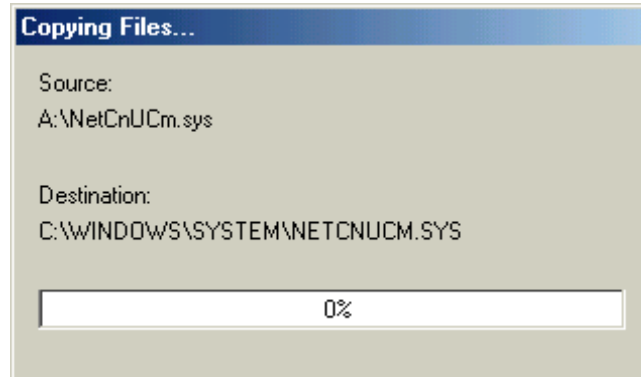 Copying Files...
Source:
A:\NetCnUCm.sys
Destination:
C:\WINDOWS\SYSTEM\NETCNUCM.SYS
0%